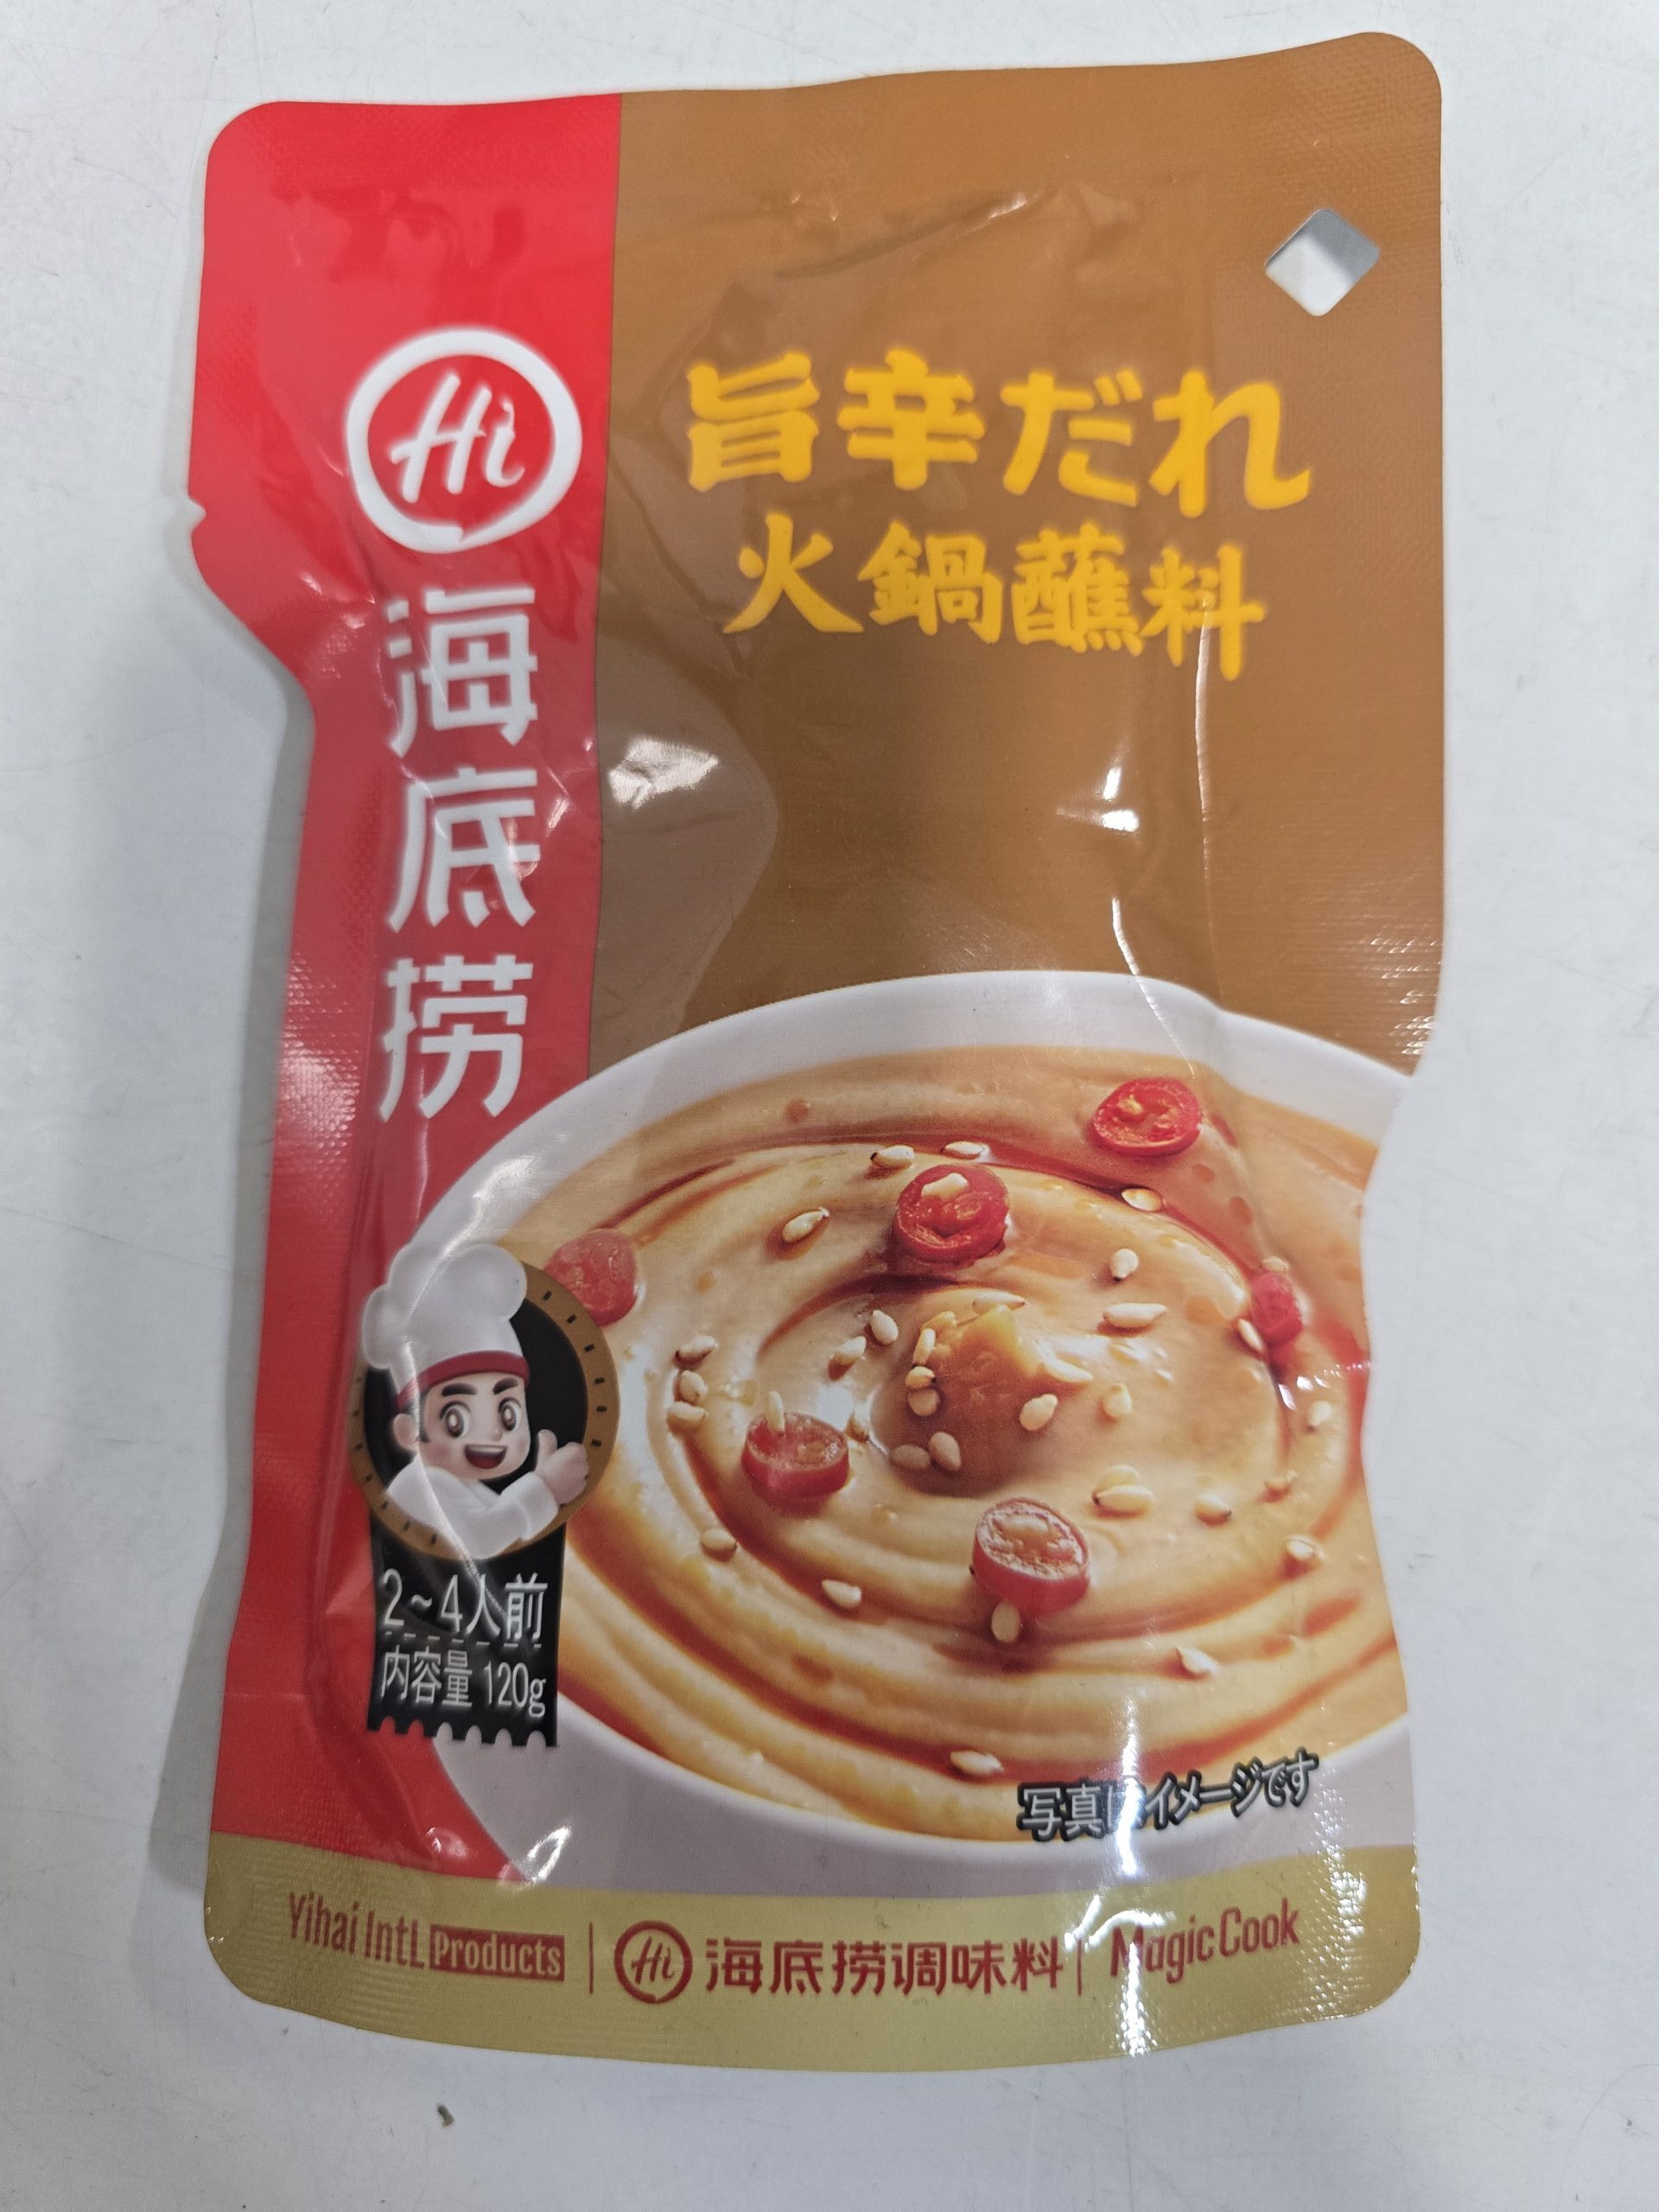 Hi
海底捞
旨辛だれ
火鍋蘸料
2~4人前
内容量 120g
写真はイメージです
Yihai Intl. Products | Hi 海底捞调味料 | Magic Cook